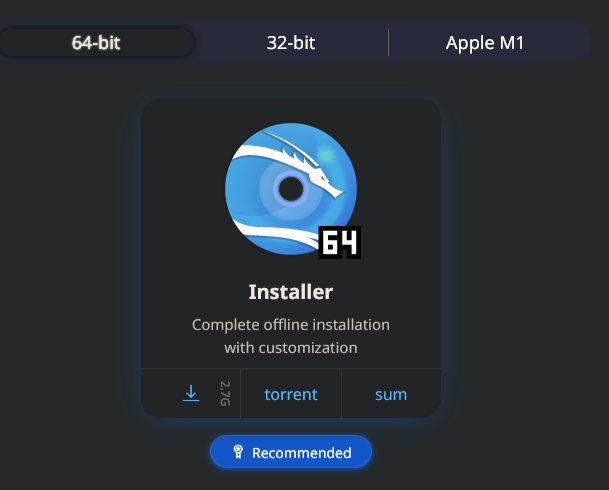 64-bit
32-bit
Apple M1
64
Installer
Complete offline installation
with customization
2.7G
torrent
sum
Recommended